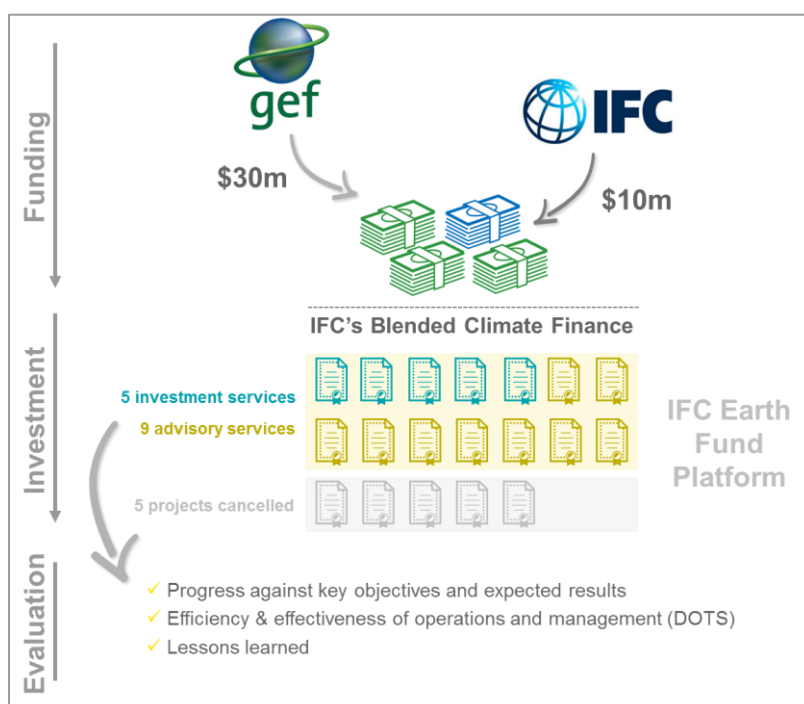 Funding
gef
IFC
$30m
$10m
IFC's Blended Climate Finance
Investment
5 investment services
9 advisory services
5 projects cancelled
IFC Earth
Fund
Platform
Evaluation
Progress against key objectives and expected results
Efficiency & effectiveness of operations and management (DOTS)
Lessons learned